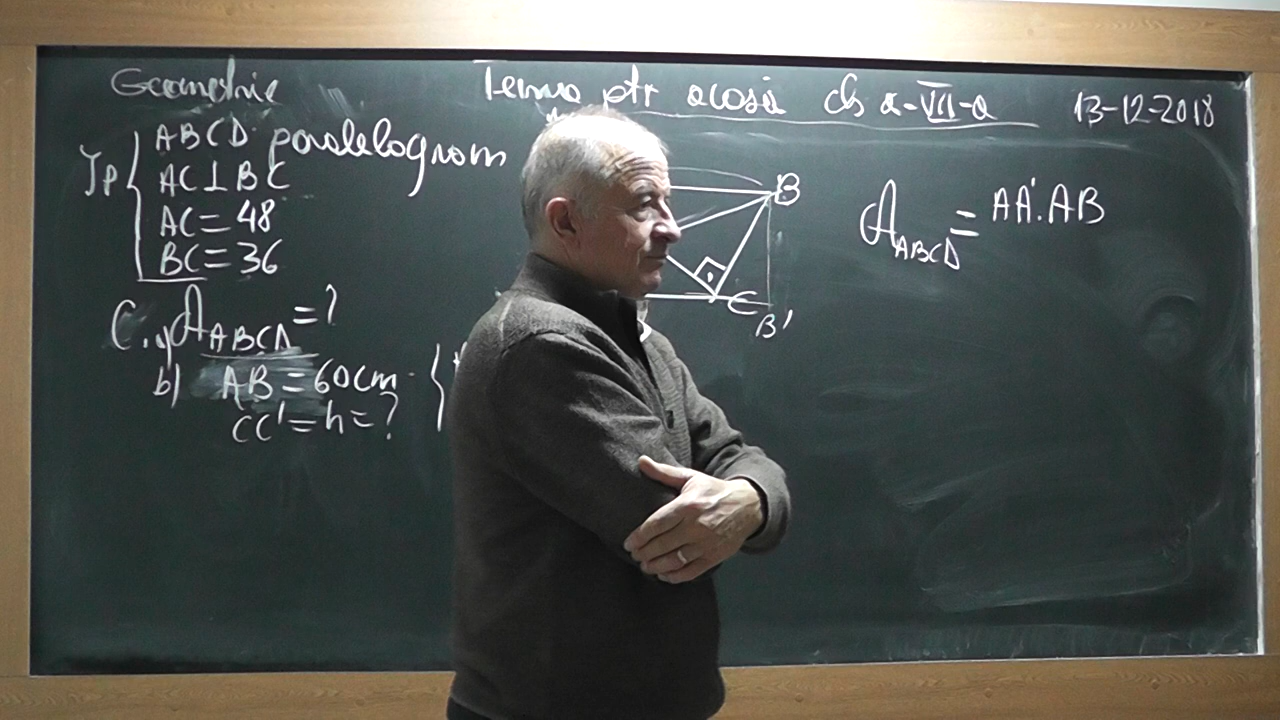 Geometrie
Tema ptr acasă cls a-VII-a 13-12-2018
Ip { ABCD paralelogram
AC⊥BC
AC=48
BC=36
C. a) A ABCD =?
b) AB=60cm
CC'=h=?
B
C
B'
A ABCD = AA'.AB